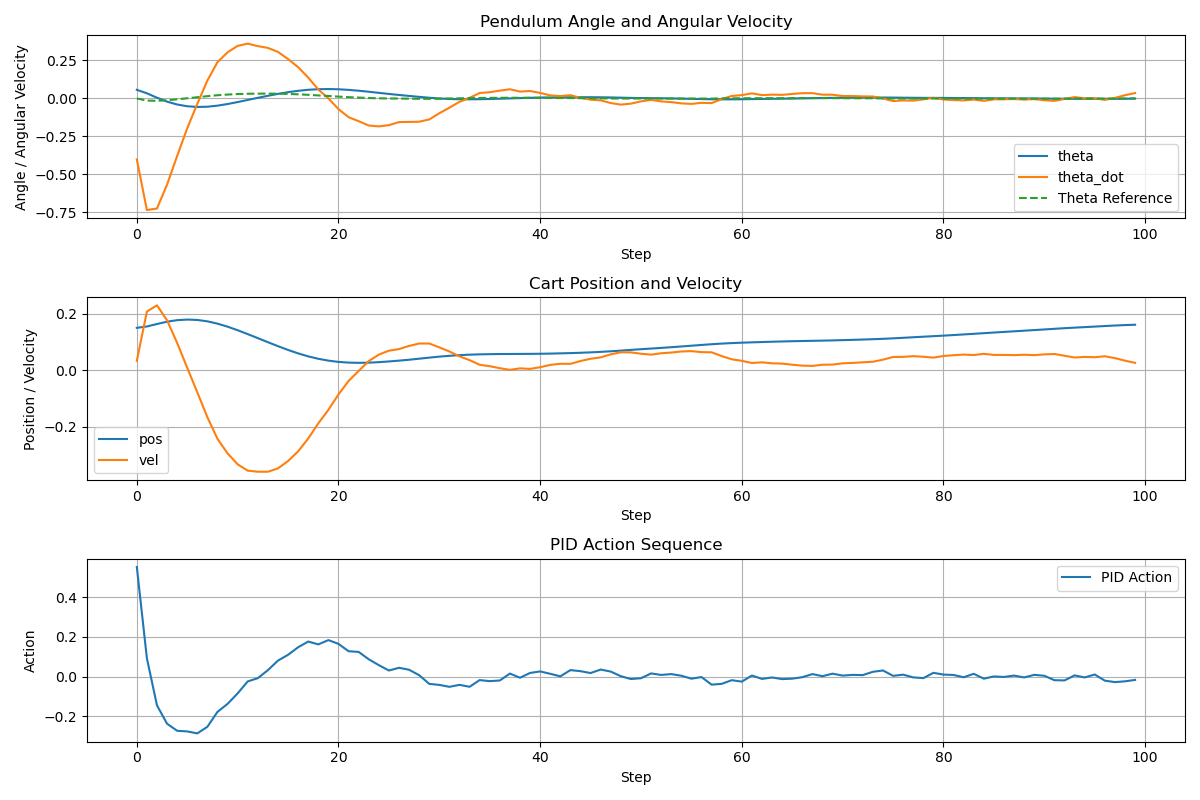 Pendulum Angle and Angular Velocity
Angle / Angular Velocity
0.25
0.00
−0.25
−0.50
−0.75
theta
theta_dot
Theta Reference
0 20 40 60 80 100
Step
Cart Position and Velocity
Position / Velocity
0.2
0.0
−0.2
pos
vel
0 20 40 60 80 100
Step
PID Action Sequence
Action
0.4
0.2
0.0
−0.2
PID Action
0 20 40 60 80 100
Step